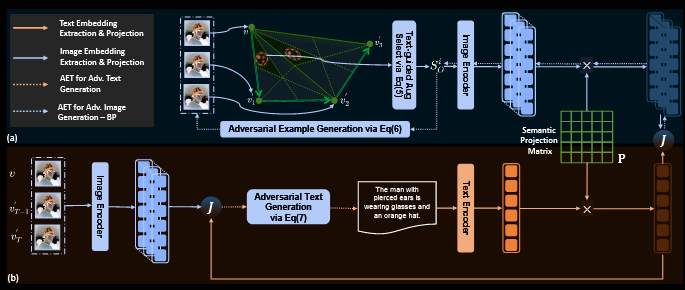 Text Embedding
Extraction & Projection
Image Embedding
Extraction & Projection
AET for Adv. Text
Generation
AET for Adv. Image
Generation – BP
(a)
v
v1
v2'
v3'
Text-guided Aug
Select via Eq(5)
Image Encoder
Adversarial Example Generation via Eq(6)
Semantic
Projection
Matrix
P
J
v
v'T−1
v'T
Image Encoder
J
Adversarial Text
Generation
via Eq(7)
The man with
pierced ears is
wearing glasses and
an orange hat.
Text Encoder
(b)